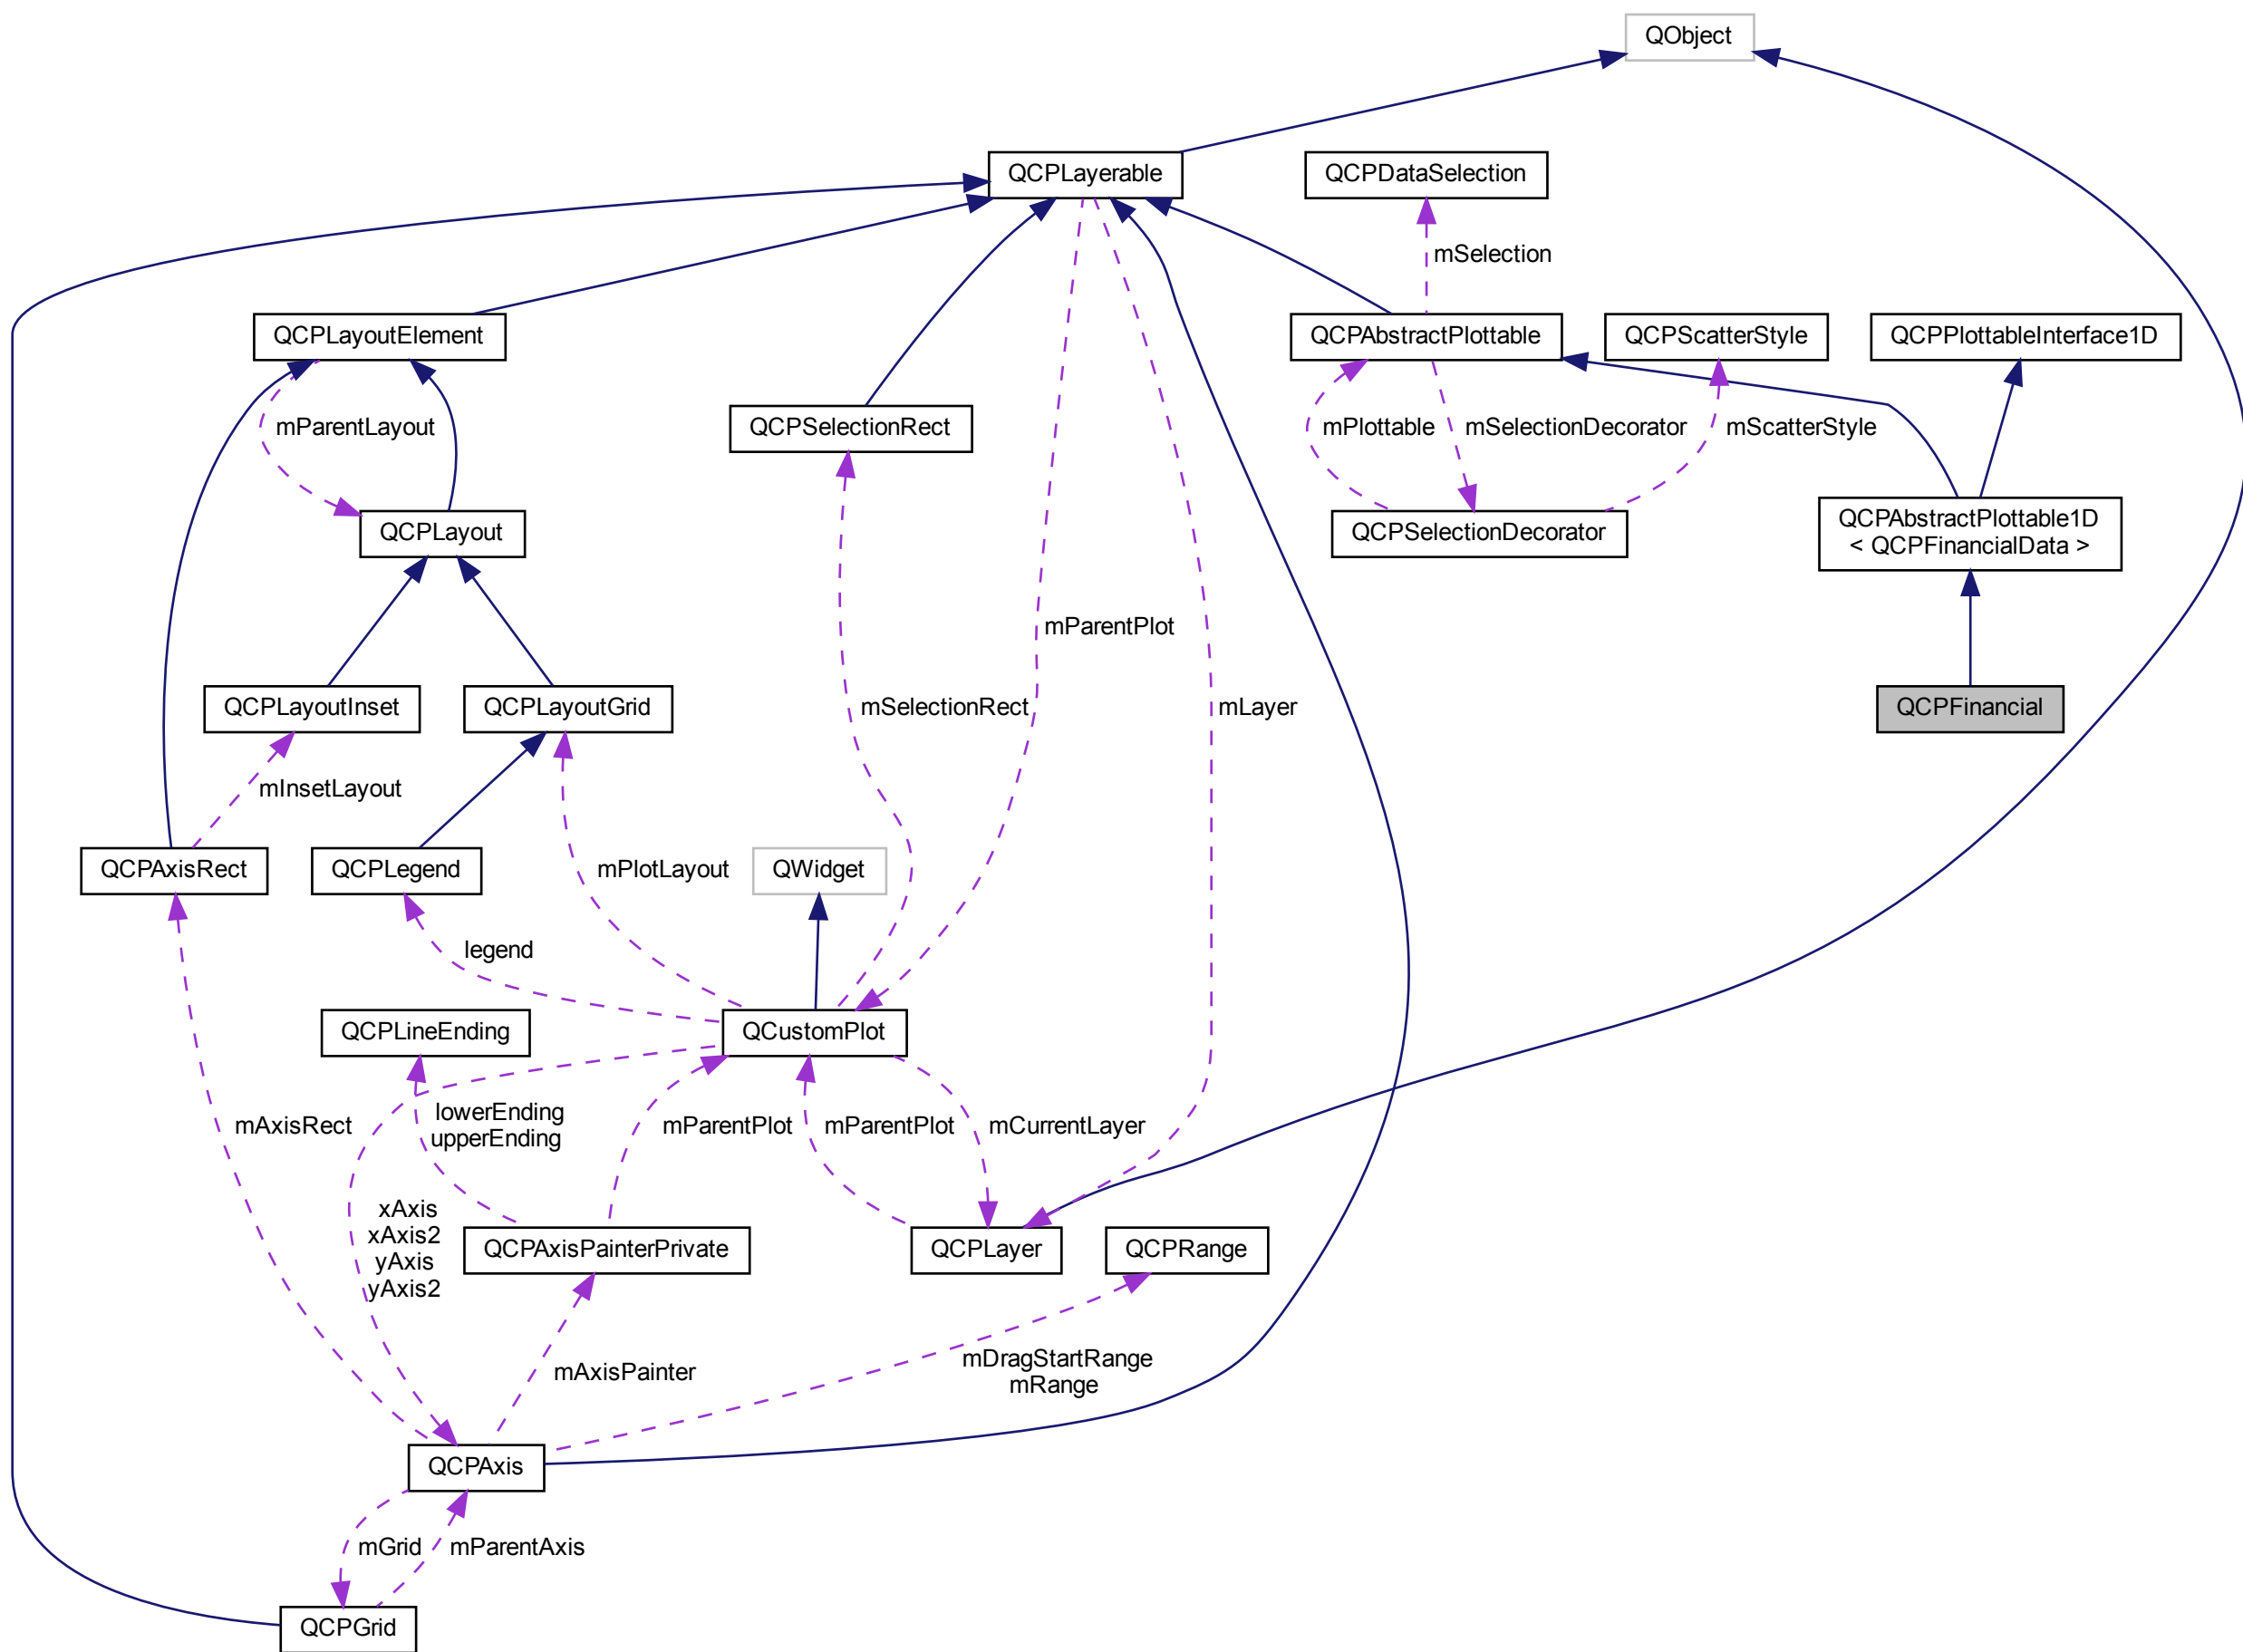 QObject
QCPLayerable
QCPDataSelection
mSelection
QCPLayoutElement
QCPAbstractPlottable
QCPScatterStyle
QCPPlottableInterface1D
mParentLayout
QCPSelectionRect
mPlottable
mSelectionDecorator
mScatterStyle
QCPLayout
QCPSelectionDecorator
QCPAbstractPlottable1D
< QCPFinancialData >
mParentPlot
QCPLayoutInset
QCPLayoutGrid
mSelectionRect
mLayer
QCPFinancial
mInsetLayout
QCPAxisRect
QCPLegend
mPlotLayout
QWidget
legend
QCPLineEnding
QCustomPlot
mAxisRect
lowerEnding
upperEnding
mParentPlot
mParentPlot
mCurrentLayer
xAxis
xAxis2
yAxis
yAxis2
QCPAxisPainterPrivate
QCPLayer
QCPRange
mAxisPainter
mDragStartRange
mRange
QCPAxis
mGrid
mParentAxis
QCPGrid